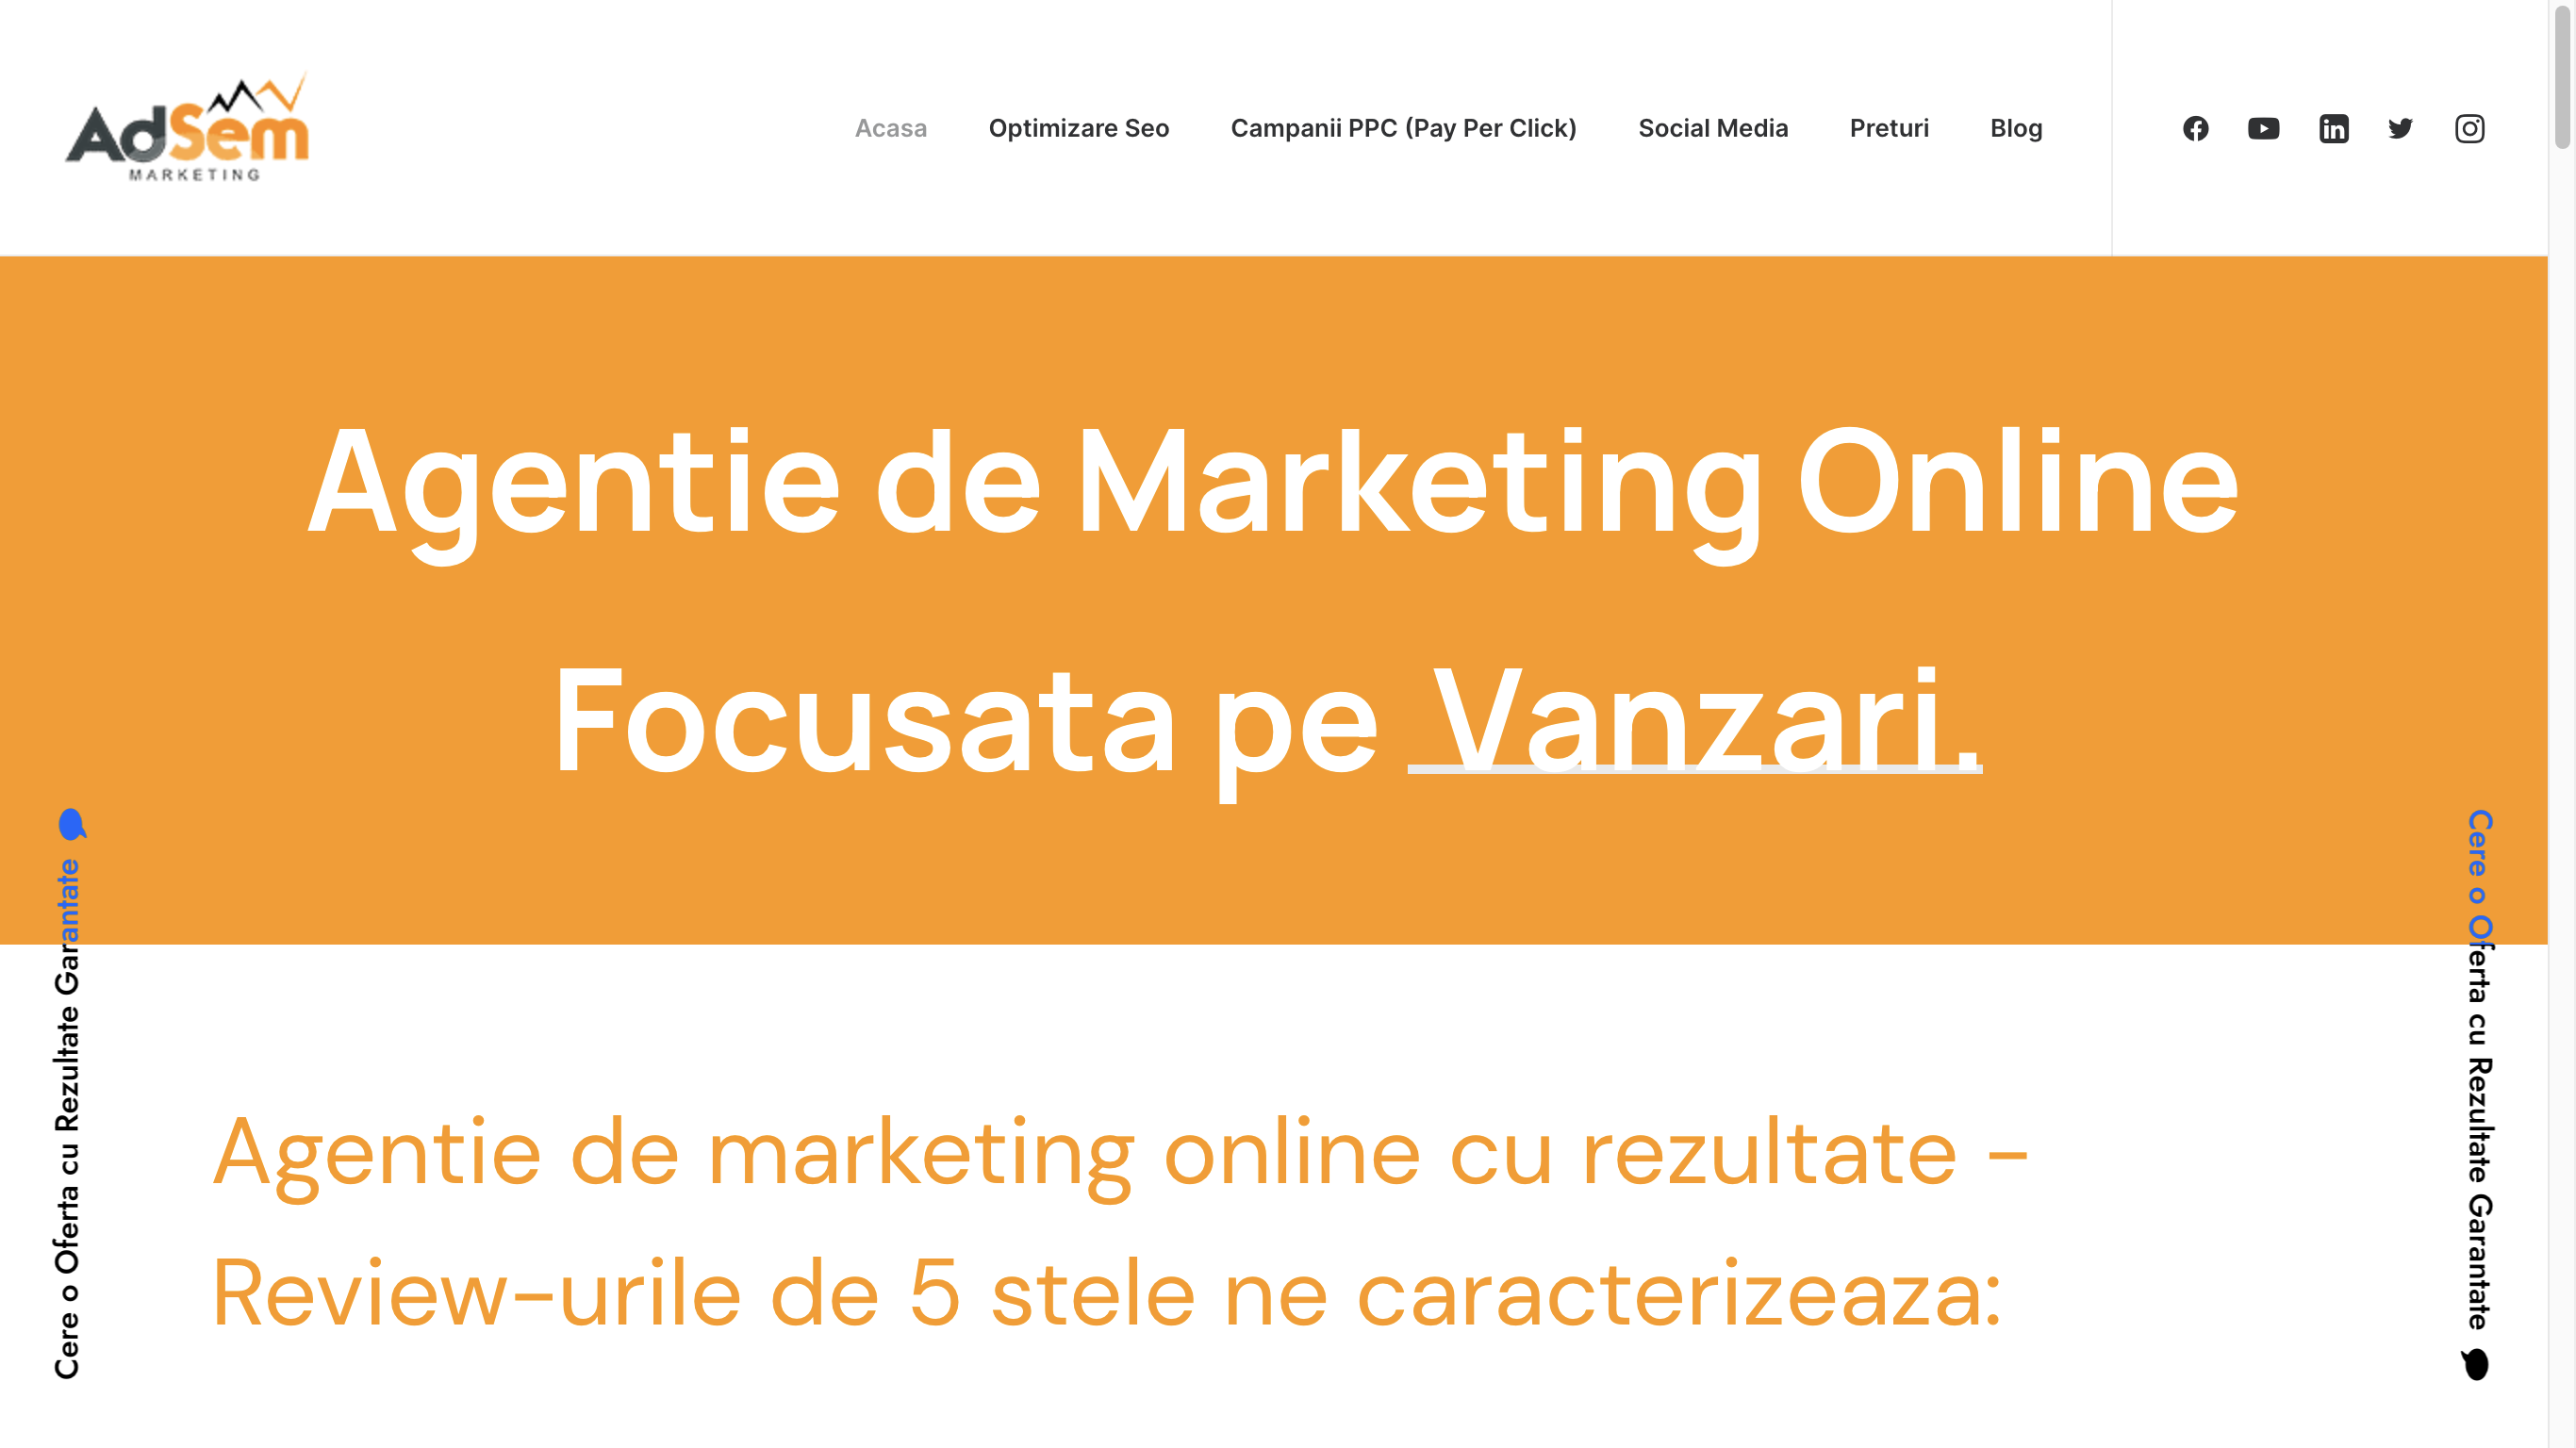 AdSem
MARKETING
Acasa Optimizare Seo Campanii PPC (Pay Per Click) Social Media Preturi Blog
Agentie de Marketing Online
Focusata pe Vanzari.
Cere o Oferta cu Rezultate Garantate
Cere o Oferta cu Rezultate Garantate
Agentie de marketing online cu rezultate -
Review-urile de 5 stele ne caracterizeaza: